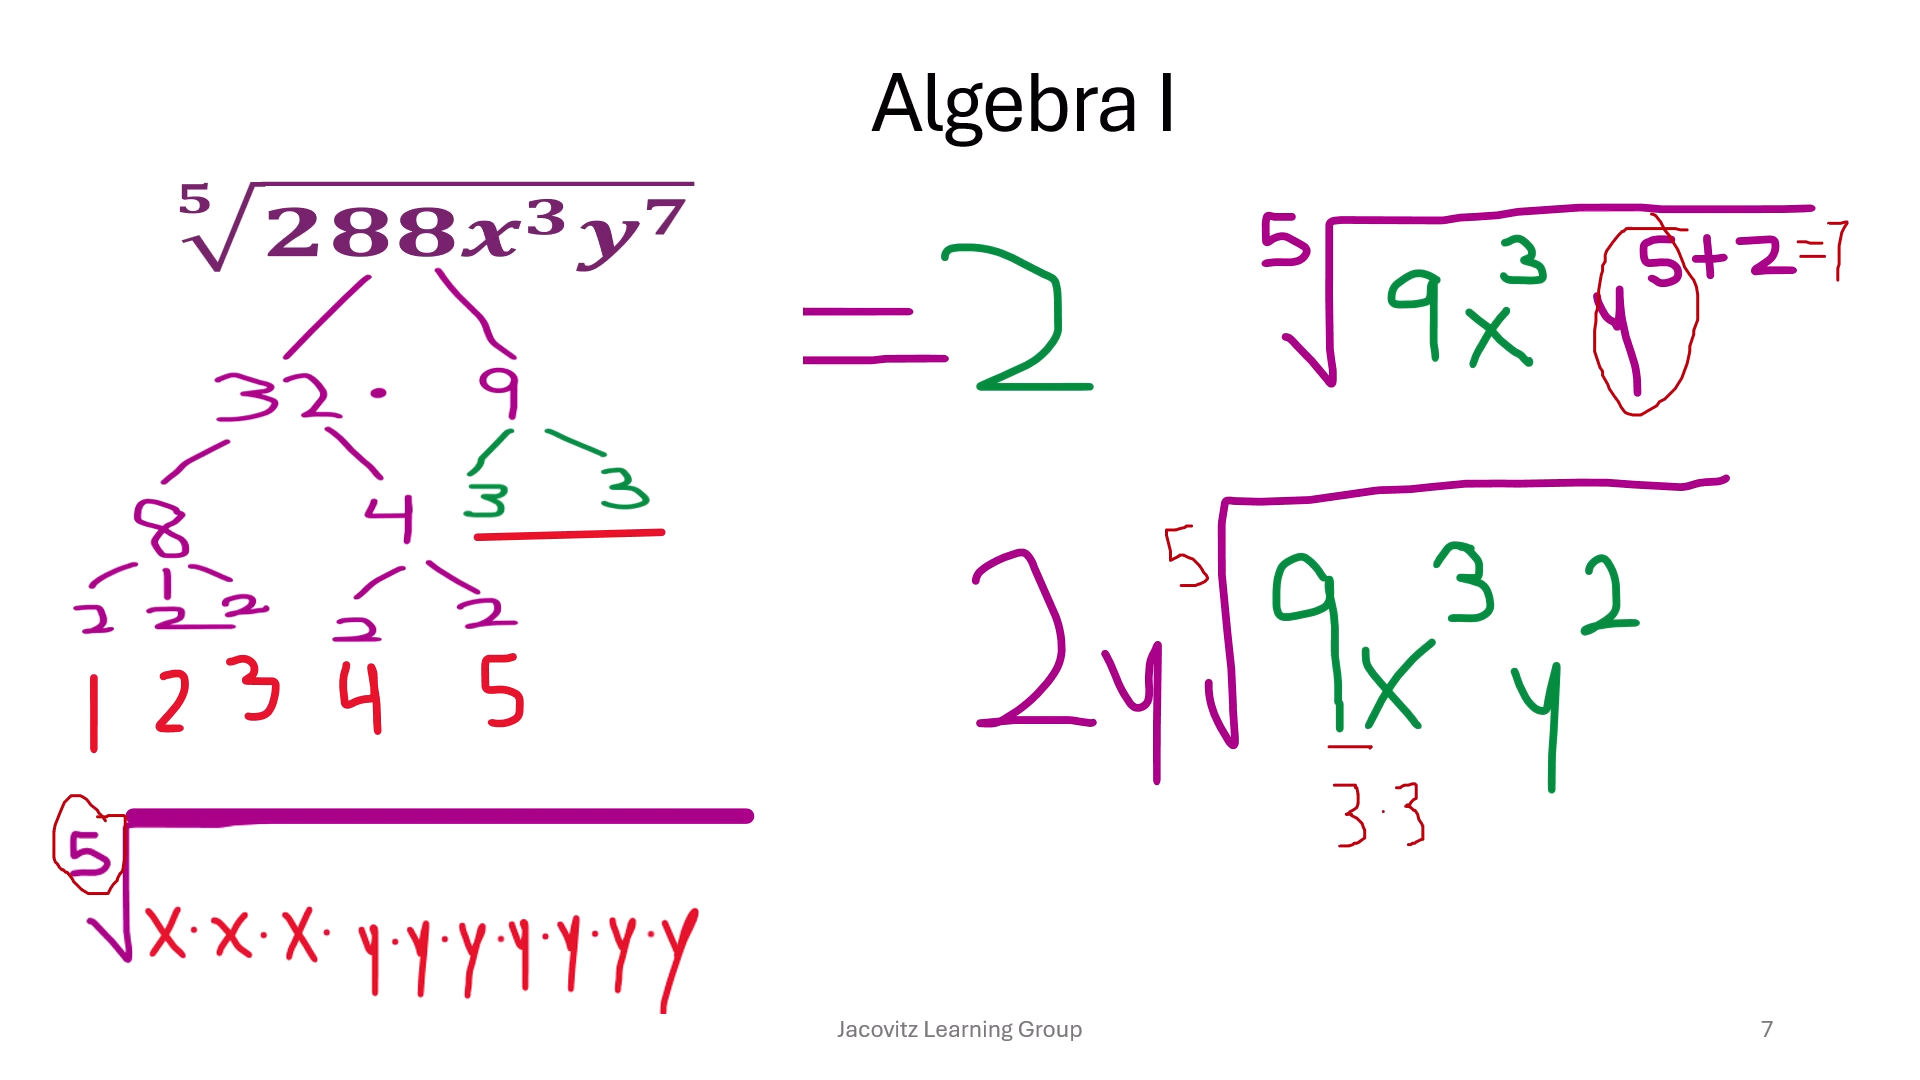 Algebra I
⁵√288x³y⁷
32 · 9
8 4 3 3
2 2 2 2 2
1 2 3 4 5
⁵√x·x·x·y·y·y·y·y·y·y
= 2 ⁵√9x³y⁵⁺² =7
2y ⁵√9x³y²
3·3
Jacovitz Learning Group
7